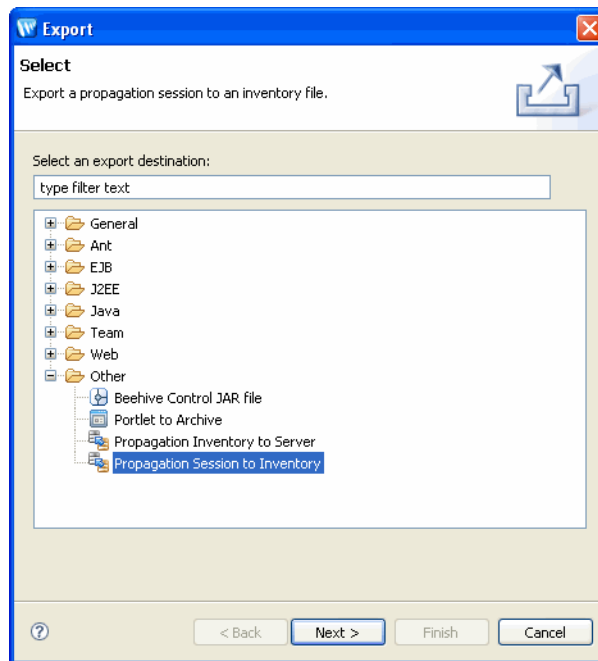 Export
Select
Export a propagation session to an inventory file.
Select an export destination:
type filter text
General
Ant
EJB
J2EE
Java
Team
Web
Other
Beehive Control JAR file
Portlet to Archive
Propagation Inventory to Server
Propagation Session to Inventory
? < Back Next > Finish Cancel